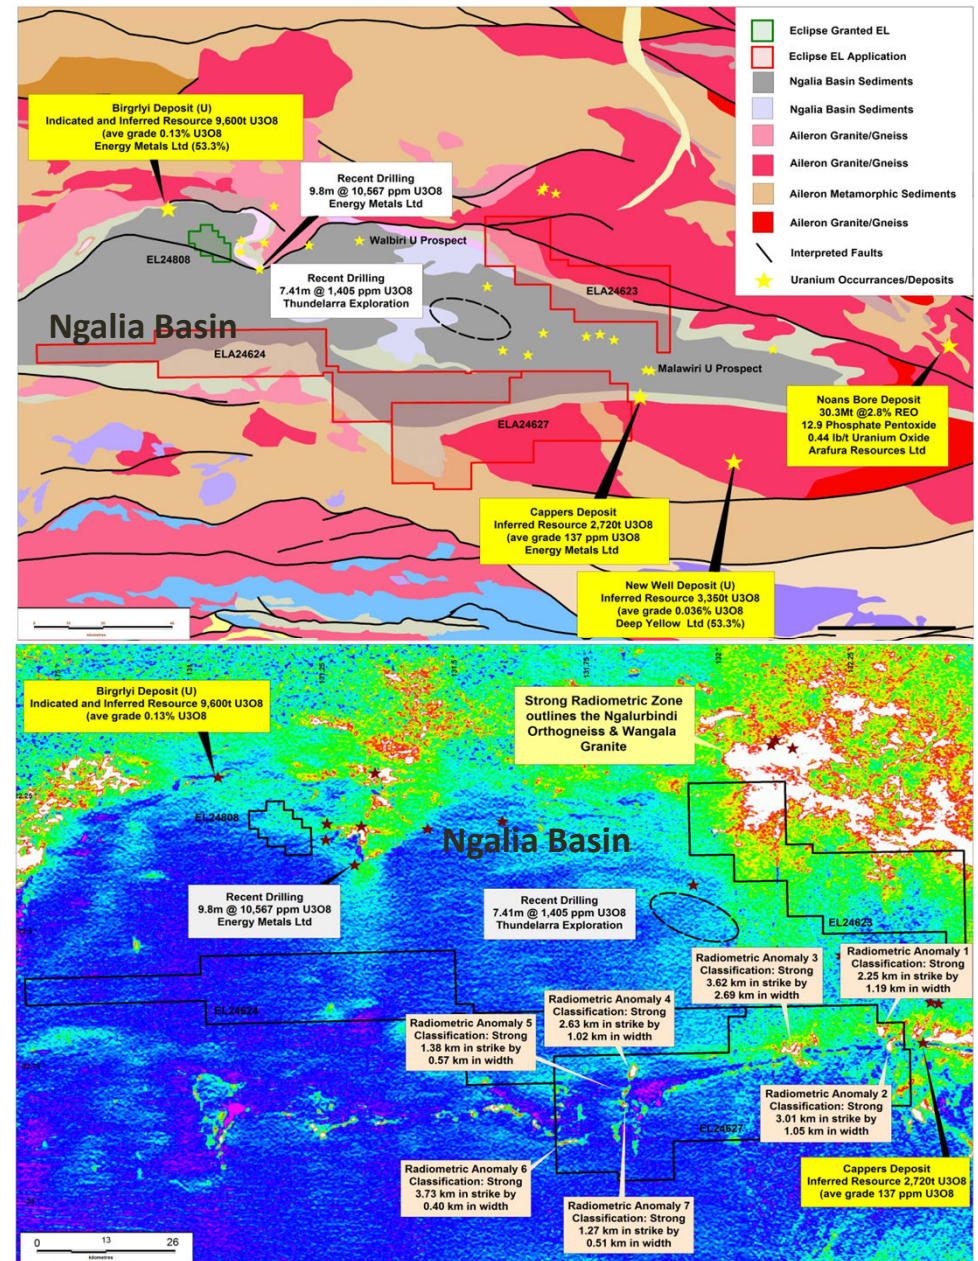 Eclipse Granted EL
Eclipse EL Application
Ngalia Basin Sediments
Ngalia Basin Sediments
Aileron Granite/Gneiss
Aileron Granite/Gneiss
Aileron Metamorphic Sediments
Aileron Granite/Gneiss
Interpreted Faults
Uranium Occurrances/Deposits
Birgrlyi Deposit (U)
Indicated and Inferred Resource 9,600t U3O8
(ave grade 0.13% U3O8
Energy Metals Ltd (53.3%)
Recent Drilling
9.8m @ 10,567 ppm U3O8
Energy Metals Ltd
Walbiri U Prospect
EL24808
Recent Drilling
7.41m @ 1,405 ppm U3O8
Thundelarra Exploration
ELA24623
Ngalia Basin
ELA24624
Malawiri U Prospect
ELA24627
Noans Bore Deposit
30.3Mt @2.8% REO
12.9 Phosphate Pentoxide
0.44 lb/t Uranium Oxide
Arafura Resources Ltd
Cappers Deposit
Inferred Resource 2,720t U3O8
(ave grade 137 ppm U3O8
Energy Metals Ltd
New Well Deposit (U)
Inferred Resource 3,350t U3O8
(ave grade 0.036% U3O8
Deep Yellow Ltd (53.3%)
kilometres
131
131.25
131.5
131.75
132
132.25
Birgrlyi Deposit (U)
Indicated and Inferred Resource 9,600t U3O8
(ave grade 0.13% U3O8
Strong Radiometric Zone
outlines the Ngalurbindi
Orthogneiss & Wangala
Granite
EL24808
Ngalia Basin
Recent Drilling
9.8m @ 10,567 ppm U3O8
Energy Metals Ltd
Recent Drilling
7.41m @ 1,405 ppm U3O8
Thundelarra Exploration
EL24623
Radiometric Anomaly 1
Classification: Strong
2.25 km in strike by
1.19 km in width
Radiometric Anomaly 3
Classification: Strong
3.62 km in strike by
2.69 km in width
Radiometric Anomaly 4
Classification: Strong
2.63 km in strike by
1.02 km in width
EL24624
Radiometric Anomaly 5
Classification: Strong
1.38 km in strike by
0.57 km in width
Radiometric Anomaly 2
Classification: Strong
3.01 km in strike by
1.05 km in width
EL24627
Radiometric Anomaly 6
Classification: Strong
3.73 km in strike by
0.40 km in width
Cappers Deposit
Inferred Resource 2,720t U3O8
(ave grade 137 ppm U3O8
Radiometric Anomaly 7
Classification: Strong
1.27 km in strike by
0.51 km in width
0 13 26
kilometres